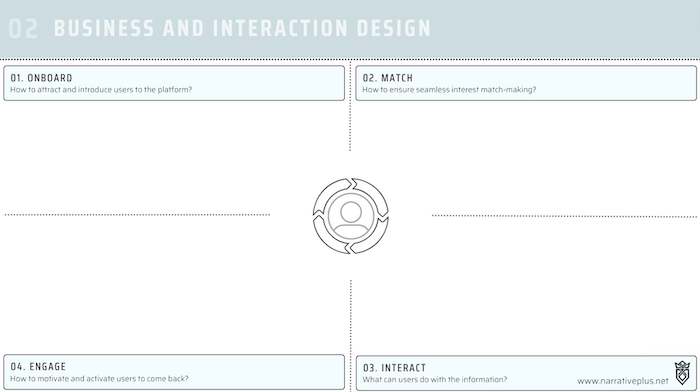 02 BUSINESS AND INTERACTION DESIGN
01. ONBOARD
How to attract and introduce users to the platform?
02. MATCH
How to ensure seamless interest match-making?
04. ENGAGE
How to motivate and activate users to come back?
03. INTERACT
What can users do with the information?
www.narrativeplus.net